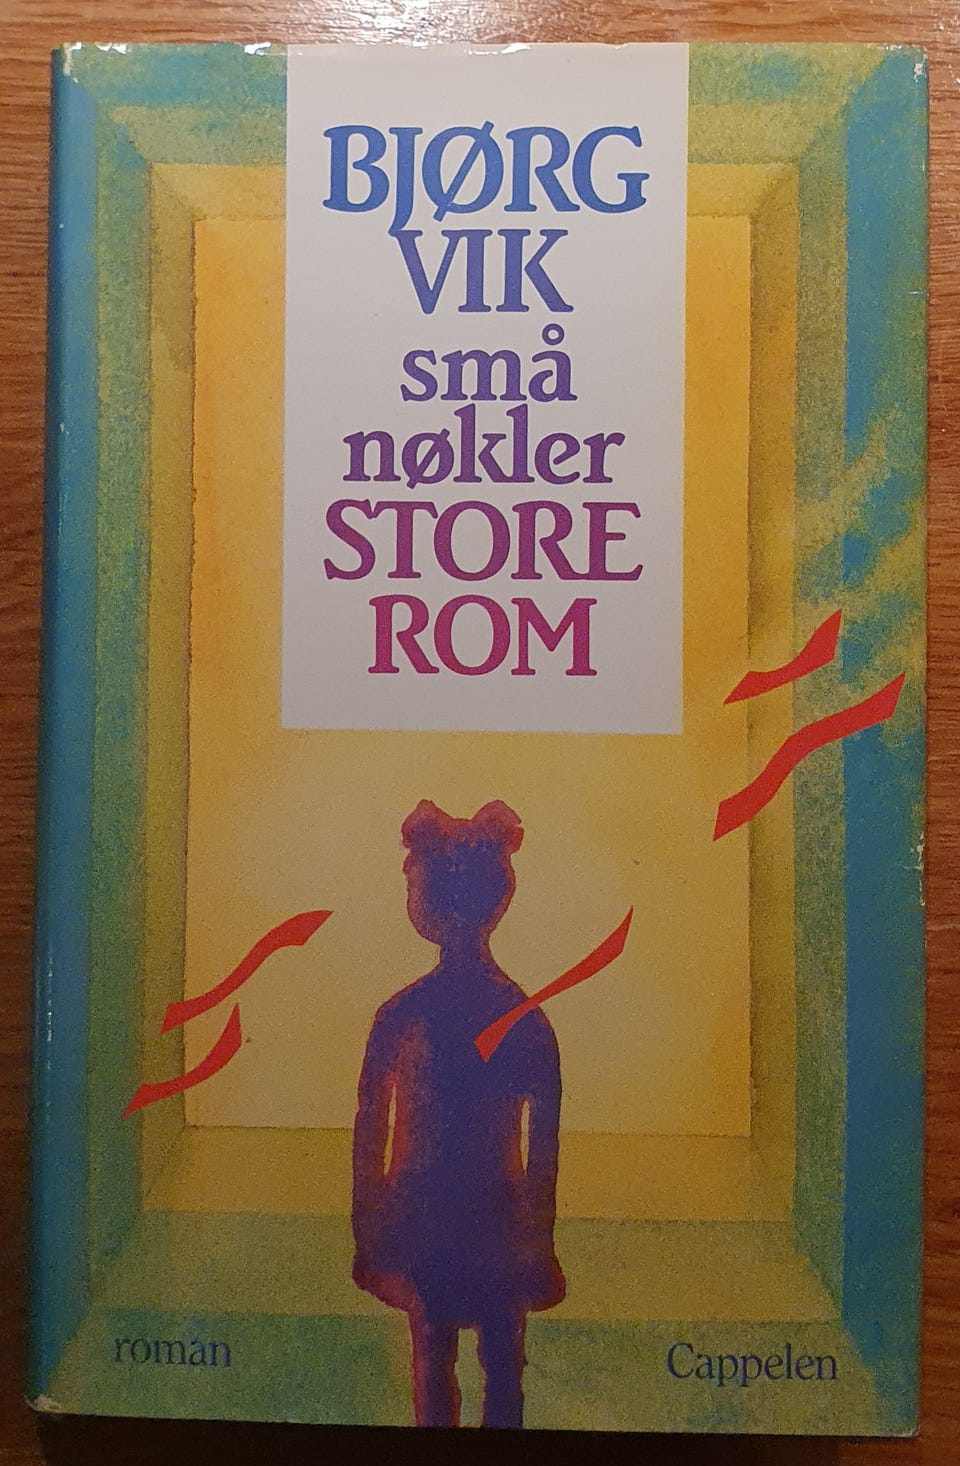 BJØRG
VIK
små
nøkler
STORE
ROM
roman
Cappelen